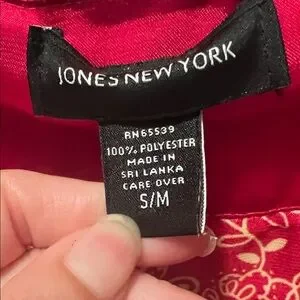 JONES NEW YORK
RN65539
100% POLYESTER
MADE IN
SRI LANKA
CARE OVER
S/M